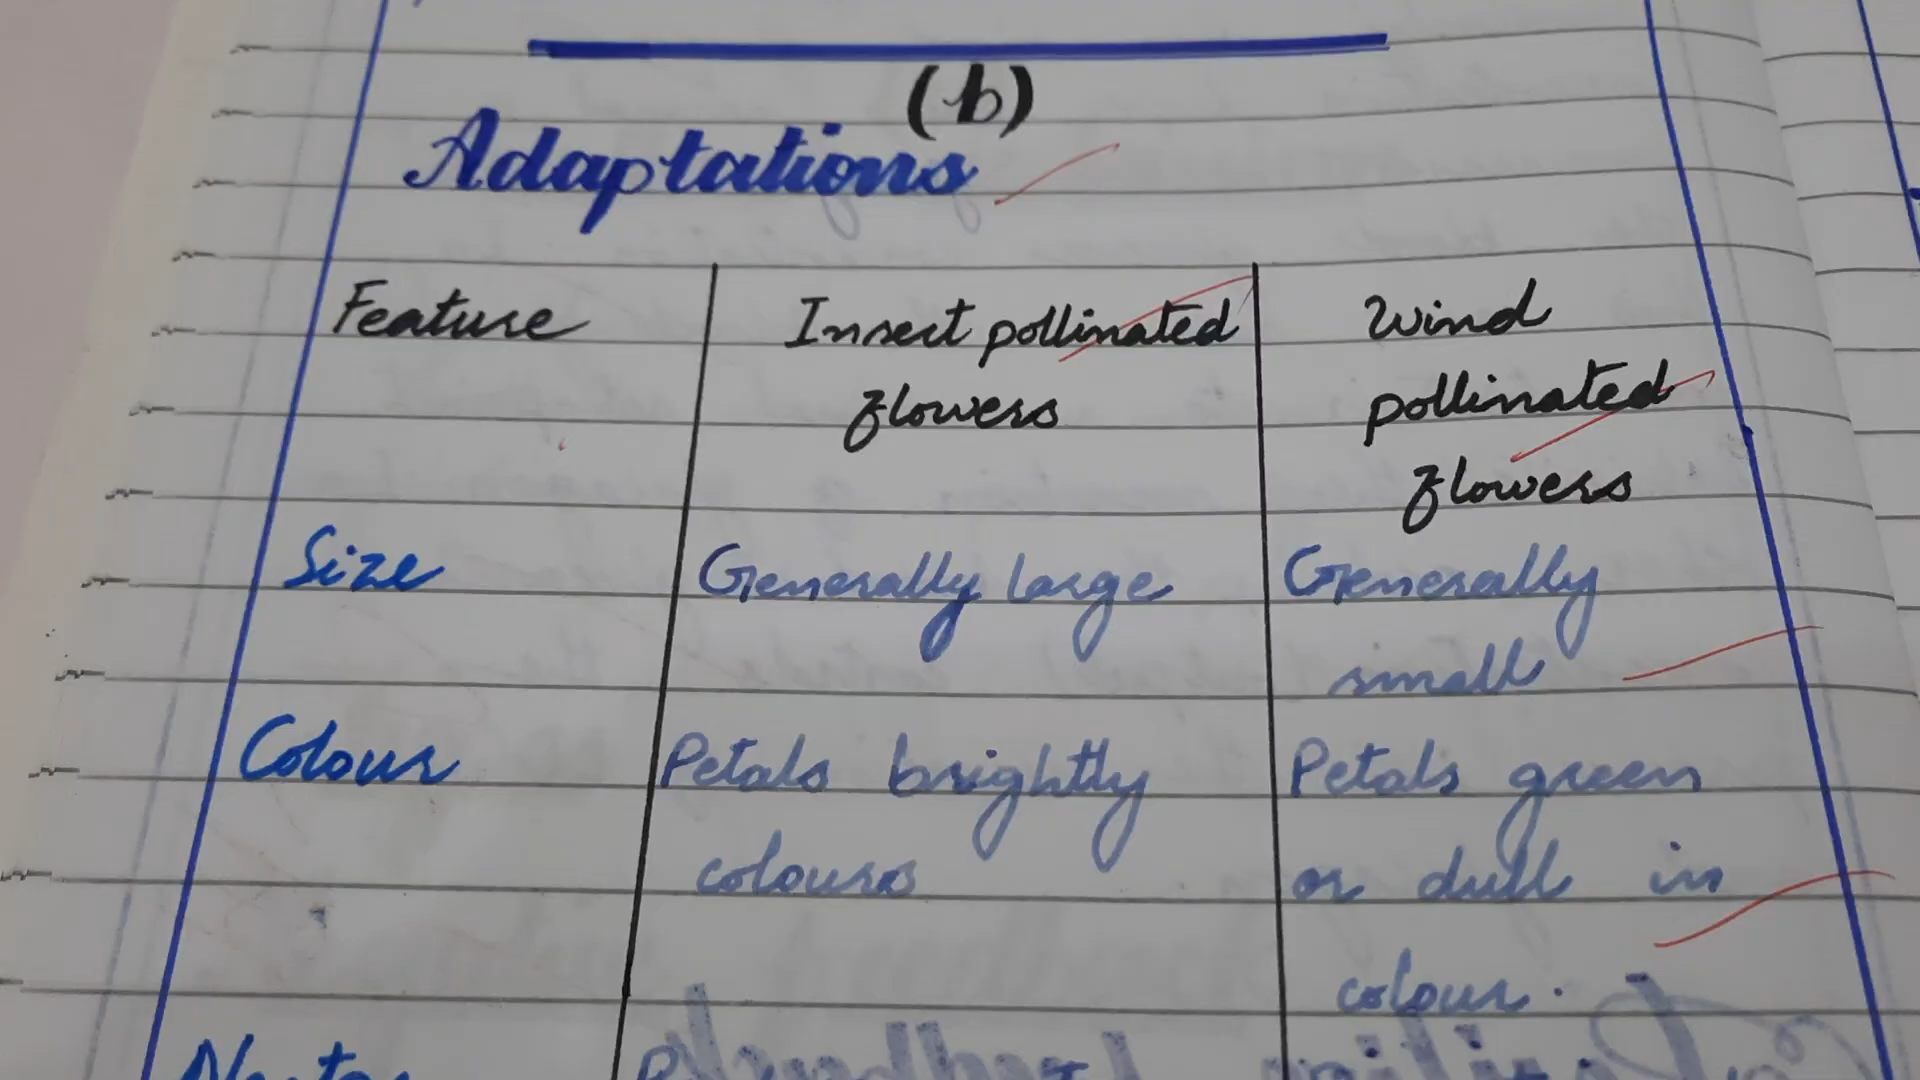 (b)
Adaptations
Feature Insect pollinated flowers Wind pollinated flowers
Size Generally large Generally small
Colour Petals brightly colours Petals green or dull in colour.